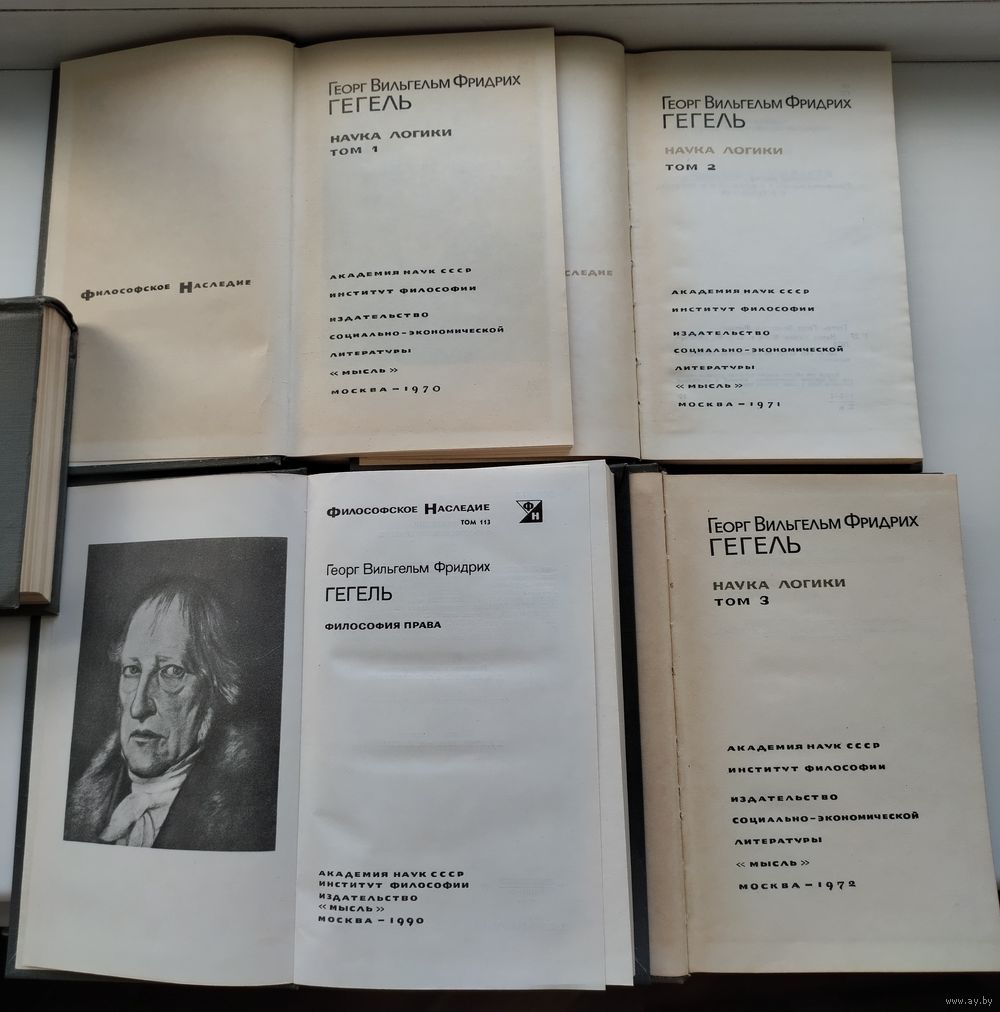 Философское Наследие
Георг Вильгельм Фридрих
ГЕГЕЛЬ
НАУКА ЛОГИКИ
ТОМ 1
АКАДЕМИЯ НАУК СССР
ИНСТИТУТ ФИЛОСОФИИ
ИЗДАТЕЛЬСТВО
СОЦИАЛЬНО-ЭКОНОМИЧЕСКОЙ
ЛИТЕРАТУРЫ
«МЫСЛЬ»
МОСКВА – 1970
СЛЕДИЕ
Георг Вильгельм Фридрих
ГЕГЕЛЬ
НАУКА ЛОГИКИ
ТОМ 2
АКАДЕМИЯ НАУК СССР
ИНСТИТУТ ФИЛОСОФИИ
ИЗДАТЕЛЬСТВО
СОЦИАЛЬНО-ЭКОНОМИЧЕСКОЙ
ЛИТЕРАТУРЫ
«МЫСЛЬ»
МОСКВА – 1971
Философское Наследие
ТОМ 113
ФН
Георг Вильгельм Фридрих
ГЕГЕЛЬ
ФИЛОСОФИЯ ПРАВА
АКАДЕМИЯ НАУК СССР
ИНСТИТУТ ФИЛОСОФИИ
ИЗДАТЕЛЬСТВО
«МЫСЛЬ»
МОСКВА – 1990
Георг Вильгельм Фридрих
ГЕГЕЛЬ
НАУКА ЛОГИКИ
ТОМ 3
АКАДЕМИЯ НАУК СССР
ИНСТИТУТ ФИЛОСОФИИ
ИЗДАТЕЛЬСТВО
СОЦИАЛЬНО-ЭКОНОМИЧЕСКОЙ
ЛИТЕРАТУРЫ
«МЫСЛЬ»
МОСКВА – 1972
www.ay.by